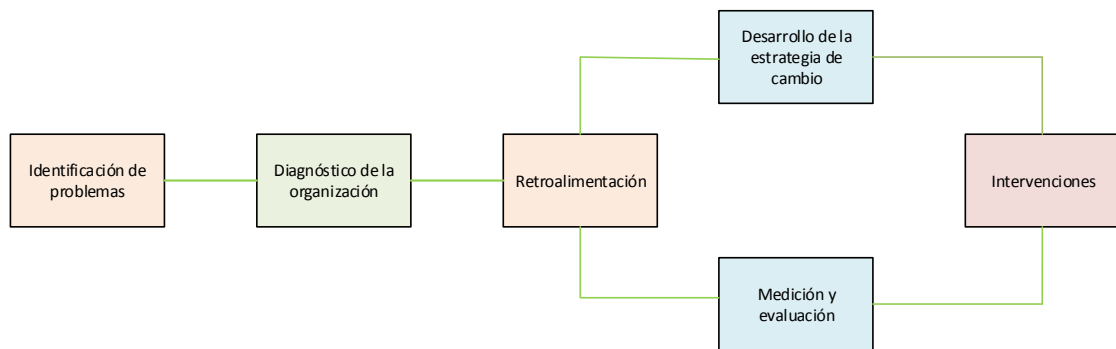 Desarrollo de la
estrategia de
cambio
Identificación de
problemas
Diagnóstico de la
organización
Retroalimentación
Intervenciones
Medición y
evaluación